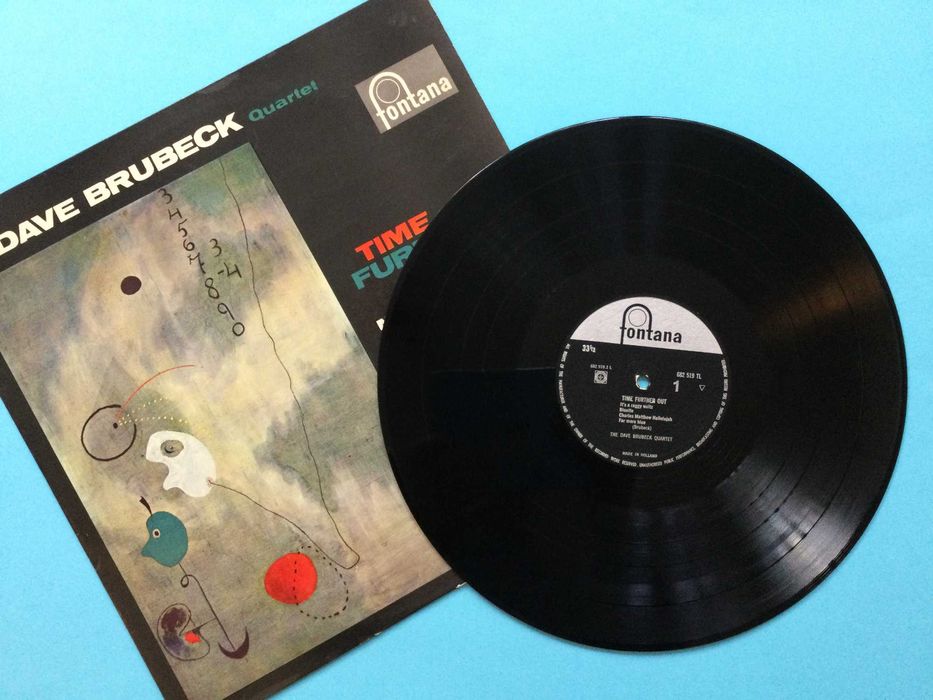 DAVE BRUBECK Quartet
fontana
TIME
FUR
3
4
5
6
7
8
9
0
3
-4
fontana
33⅓
682 519 TL
1
TIME FURTHER OUT
It's a raggy waltz
Bluette
Charles Matthew Hallelujah
Far more blue
(Brubeck)
THE DAVE BRUBECK QUARTET
MADE IN HOLLAND